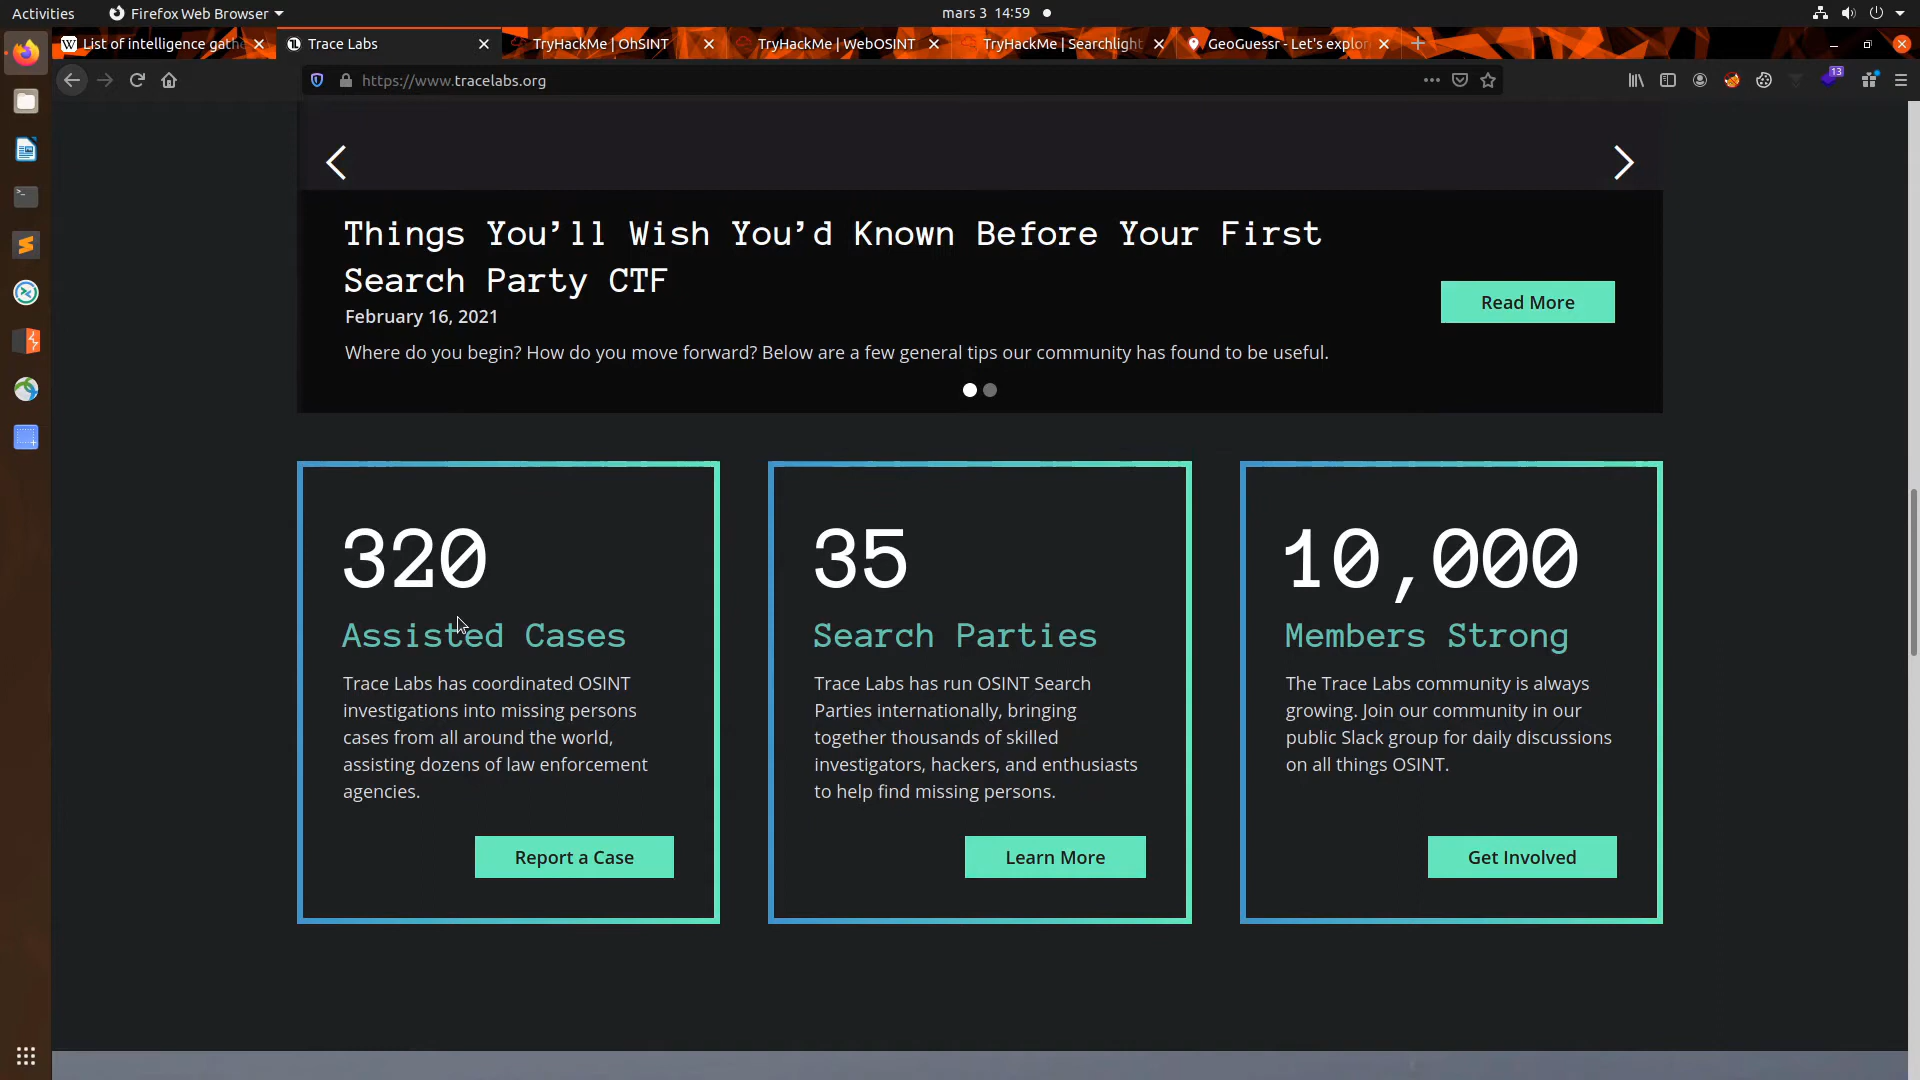 Activities
Firefox Web Browser
mars 3 14:59
List of intelligence gath
Trace Labs
TryHackMe | OhSINT
TryHackMe | WebOSINT
TryHackMe | Searchlight
GeoGuessr - Let's explor
https://www.tracelabs.org
13
Things You’ll Wish You’d Known Before Your First
Search Party CTF
February 16, 2021
Where do you begin? How do you move forward? Below are a few general tips our community has found to be useful.
Read More
320
Assisted Cases
Trace Labs has coordinated OSINT
investigations into missing persons
cases from all around the world,
assisting dozens of law enforcement
agencies.
Report a Case
35
Search Parties
Trace Labs has run OSINT Search
Parties internationally, bringing
together thousands of skilled
investigators, hackers, and enthusiasts
to help find missing persons.
Learn More
10,000
Members Strong
The Trace Labs community is always
growing. Join our community in our
public Slack group for daily discussions
on all things OSINT.
Get Involved